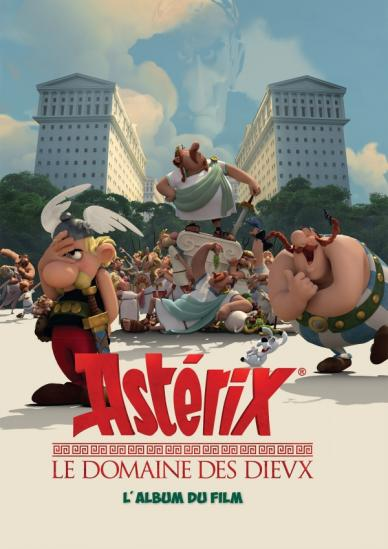 Astérix®
LE DOMAINE DES DIEVX
L'ALBUM DU FILM